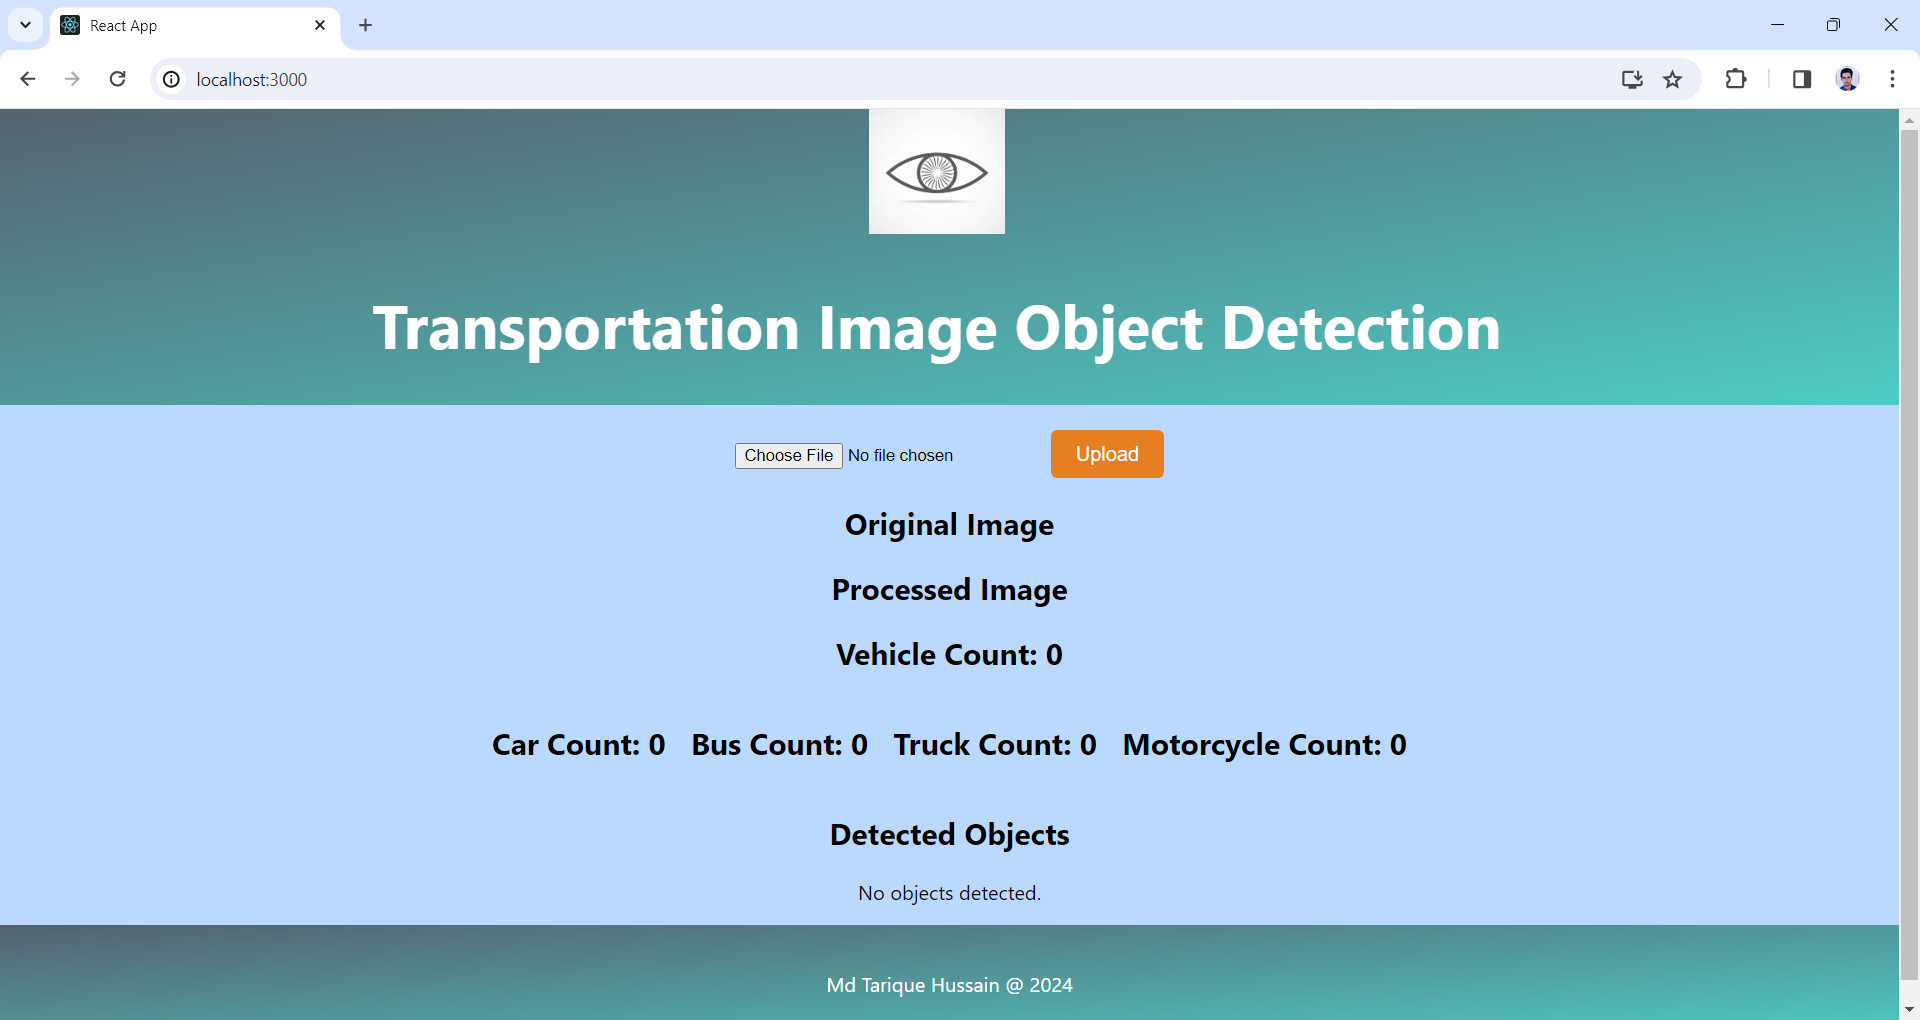 React App
localhost:3000
Transportation Image Object Detection
Choose File No file chosen Upload
Original Image
Processed Image
Vehicle Count: 0
Car Count: 0 Bus Count: 0 Truck Count: 0 Motorcycle Count: 0
Detected Objects
No objects detected.
Md Tarique Hussain @ 2024